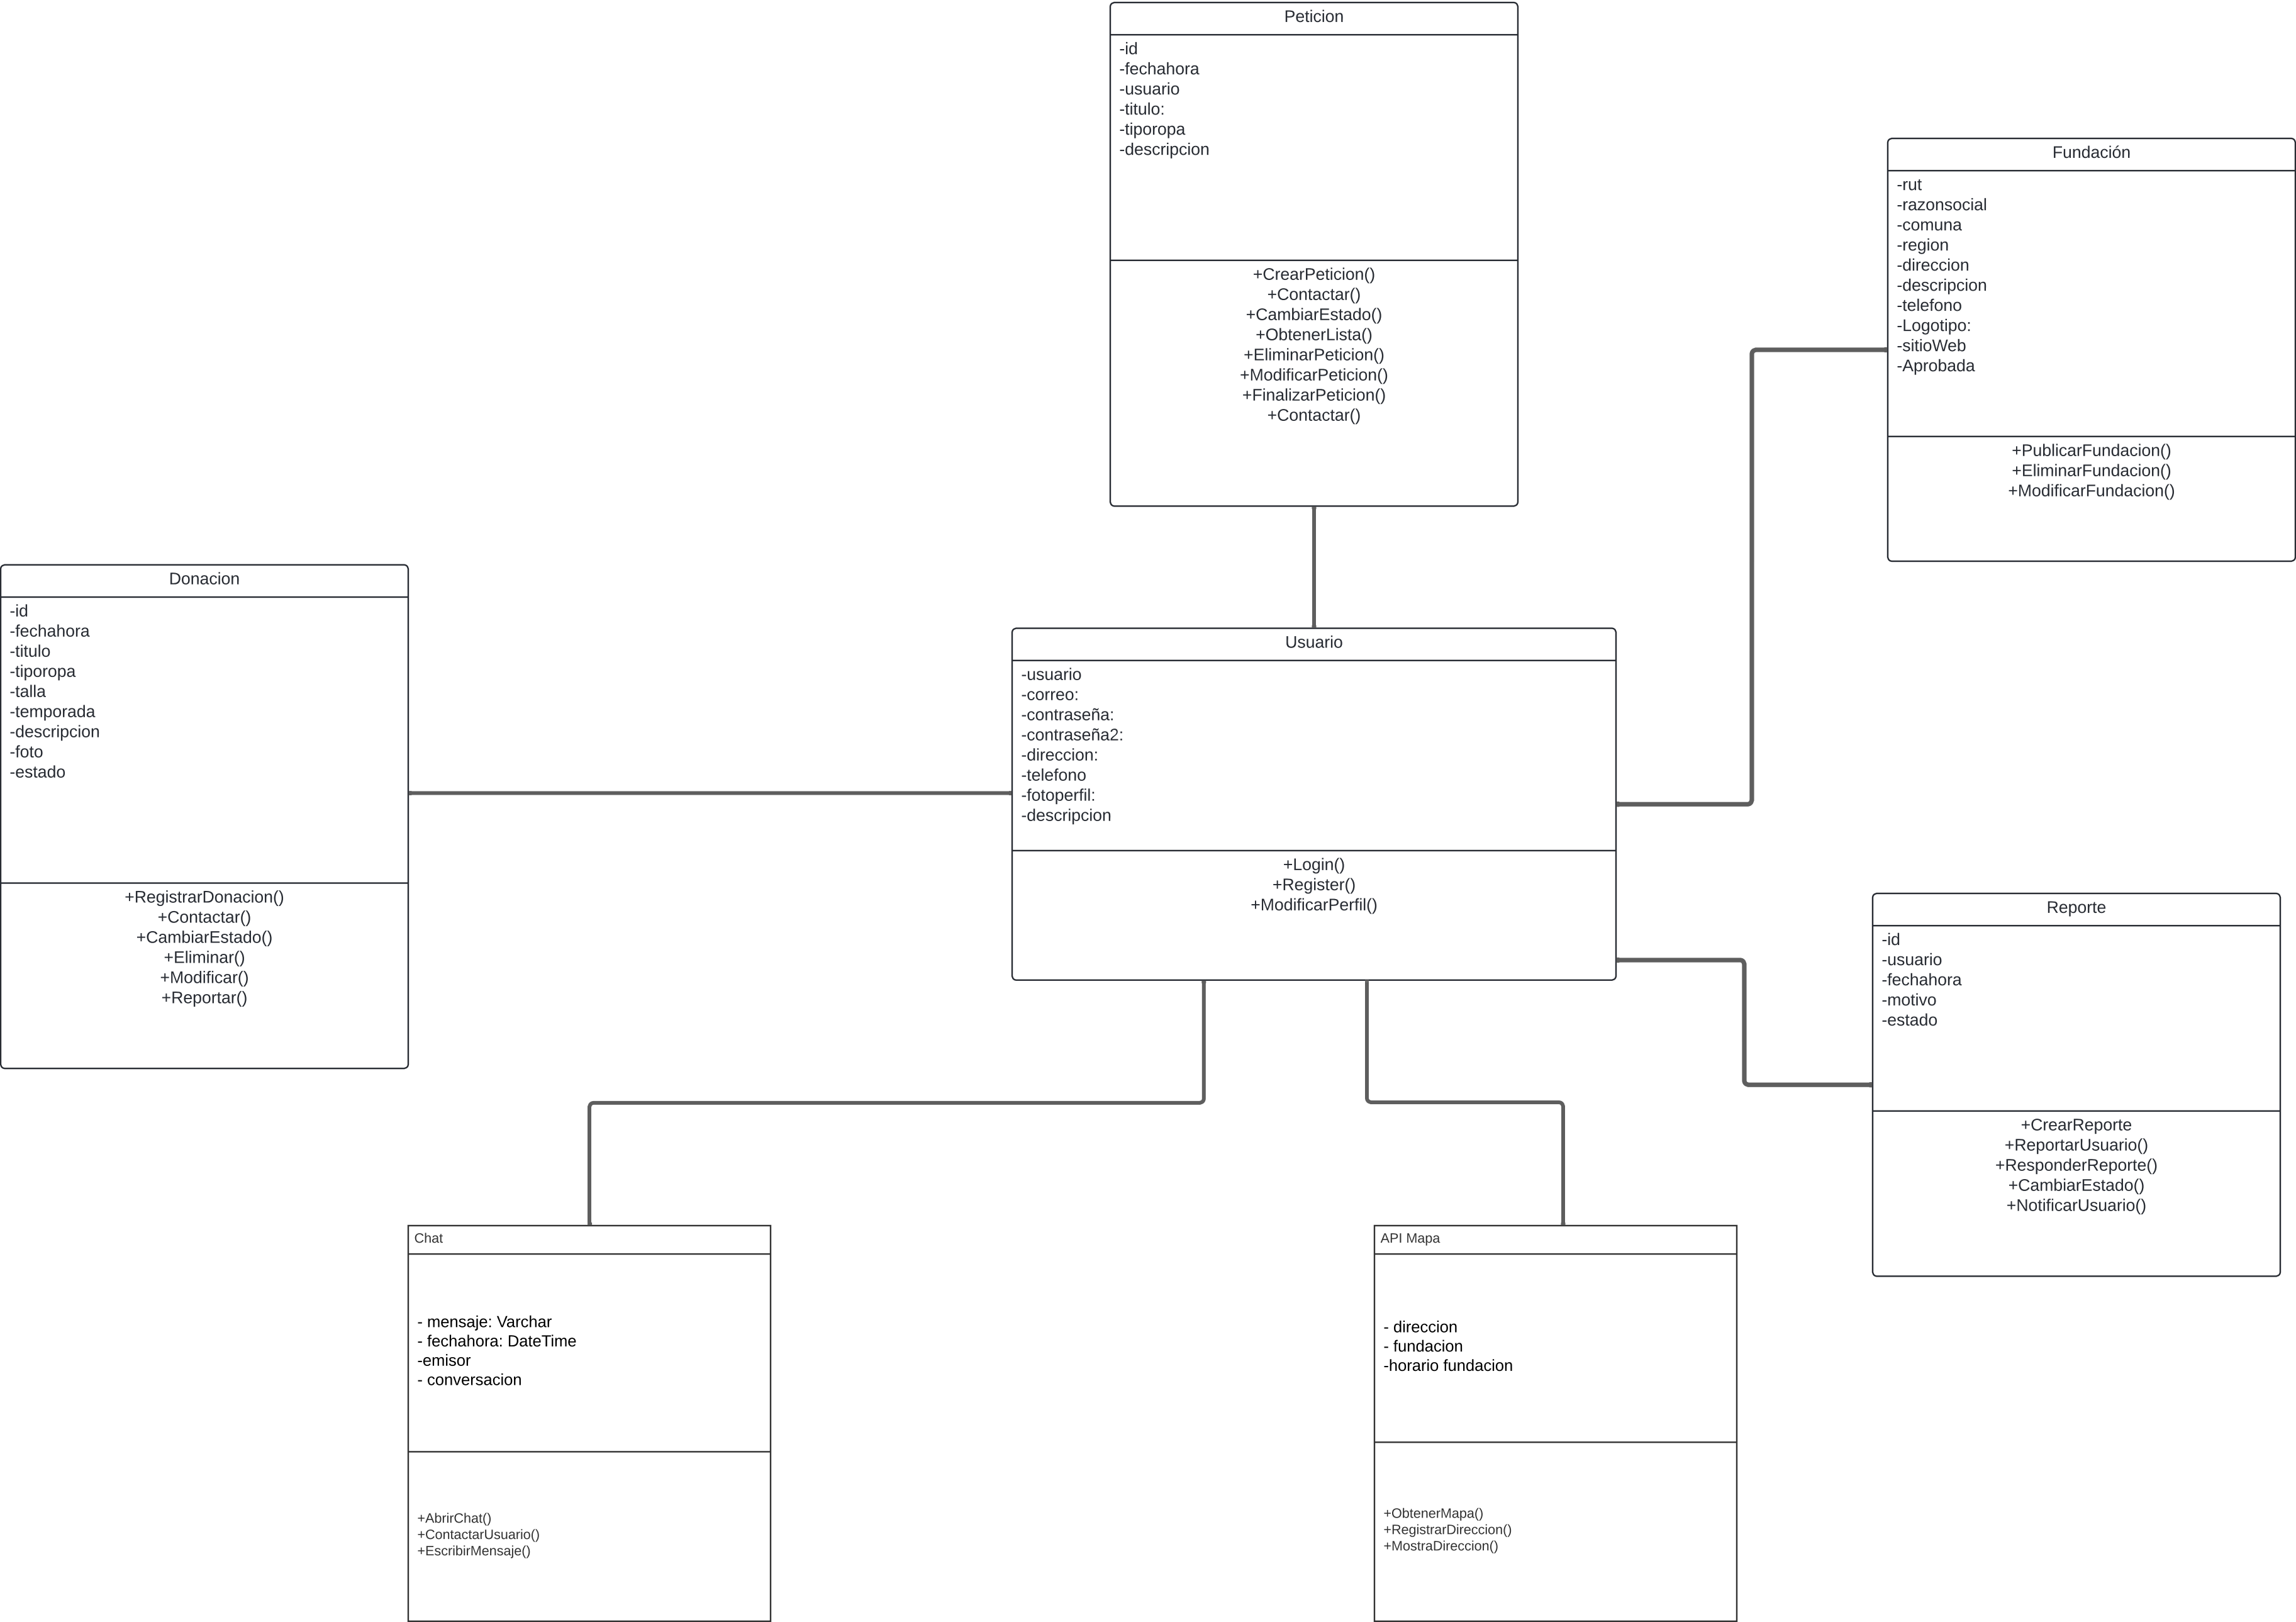 Peticion
-id
-fechahora
-usuario
-titulo:
-tiporopa
-descripcion
+CrearPeticion()
+Contactar()
+CambiarEstado()
+ObtenerLista()
+EliminarPeticion()
+ModificarPeticion()
+FinalizarPeticion()
+Contactar()
Fundación
-rut
-razonsocial
-comuna
-region
-direccion
-descripcion
-telefono
-Logotipo:
-sitioWeb
-Aprobada
+PublicarFundacion()
+EliminarFundacion()
+ModificarFundacion()
Donacion
-id
-fechahora
-titulo
-tiporopa
-talla
-temporada
-descripcion
-foto
-estado
+RegistrarDonacion()
+Contactar()
+CambiarEstado()
+Eliminar()
+Modificar()
+Reportar()
Usuario
-usuario
-correo:
-contraseña:
-contraseña2:
-direccion:
-telefono
-fotoperfil:
-descripcion
+Login()
+Register()
+ModificarPerfil()
Reporte
-id
-usuario
-fechahora
-motivo
-estado
+CrearReporte
+ReportarUsuario()
+ResponderReporte()
+CambiarEstado()
+NotificarUsuario()
Chat
- mensaje: Varchar
- fechahora: DateTime
-emisor
- conversacion
+AbrirChat()
+ContactarUsuario()
+EscribirMensaje()
API Mapa
- direccion
- fundacion
-horario fundacion
+ObtenerMapa()
+RegistrarDireccion()
+MostraDireccion()